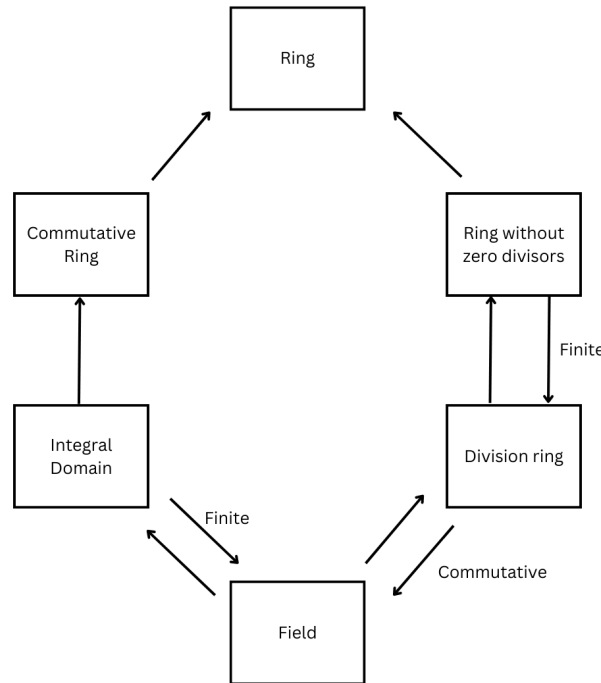 Ring
Commutative
Ring
Ring without
zero divisors
Finite
Integral
Domain
Division ring
Finite
Commutative
Field